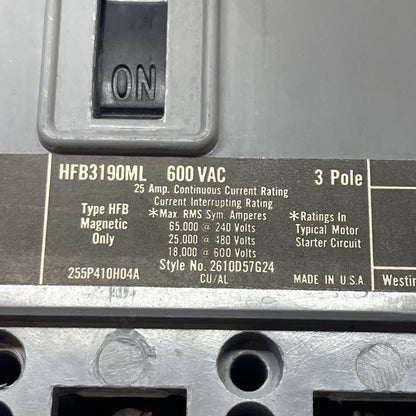 ON
HFB3190ML 600 VAC 3 Pole
25 Amp. Continuous Current Rating
Current Interrupting Rating
Type HFB
Magnetic
Only
*Max. RMS Sym. Amperes
65,000 @ 240 Volts
25,000 @ 480 Volts
18,000 @ 600 Volts
*Ratings In
Typical Motor
Starter Circuit
Style No. 2610D57G24
255P410H04A
CU/AL
MADE IN U.S.A.